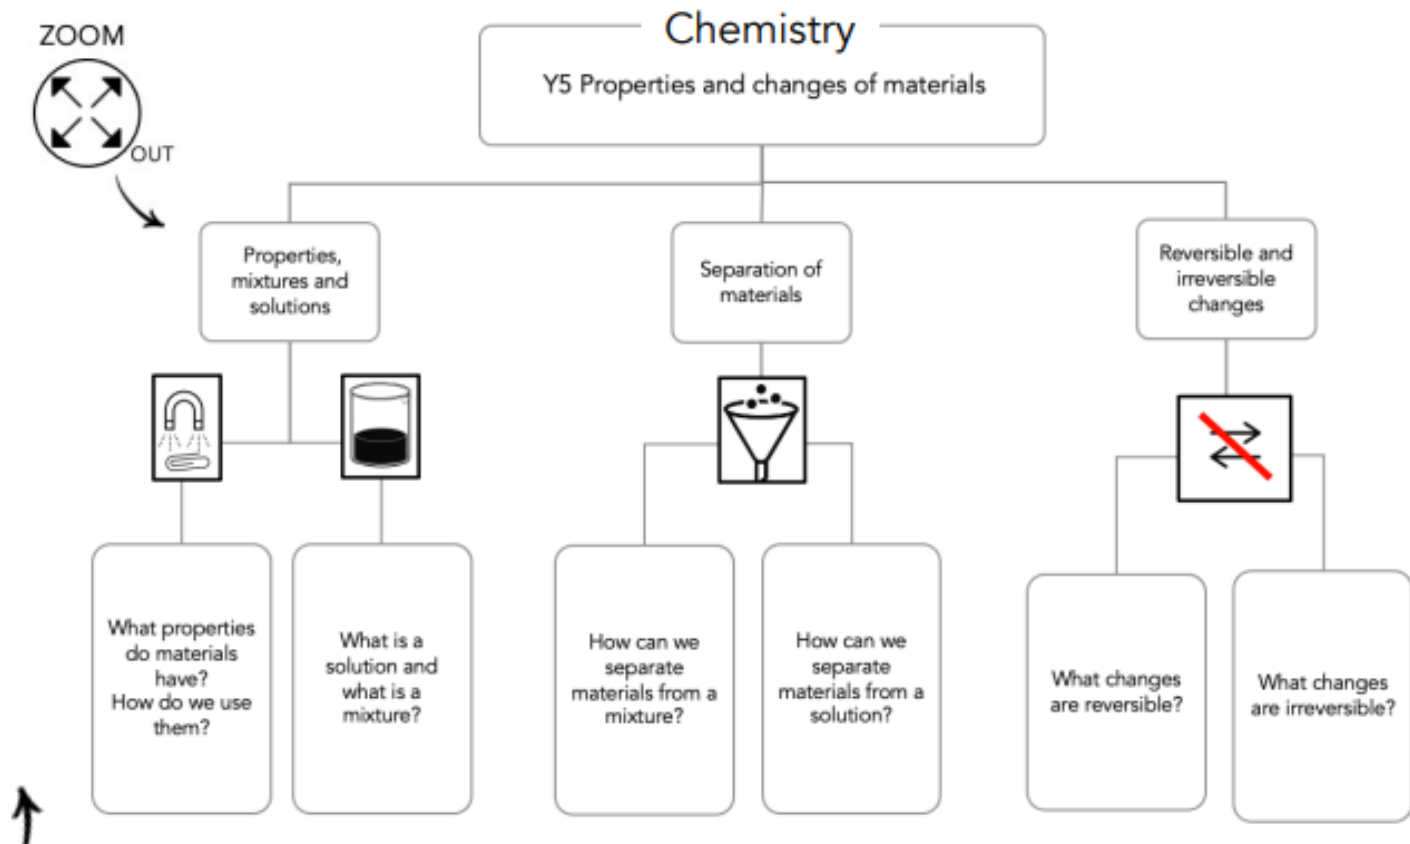 ZOOM
OUT
Chemistry
Y5 Properties and changes of materials
Properties,
mixtures and
solutions
Separation of
materials
Reversible and
irreversible
changes
What properties
do materials
have?
How do we use
them?
What is a
solution and
what is a
mixture?
How can we
separate
materials from a
mixture?
How can we
separate
materials from a
solution?
What changes
are reversible?
What changes
are irreversible?